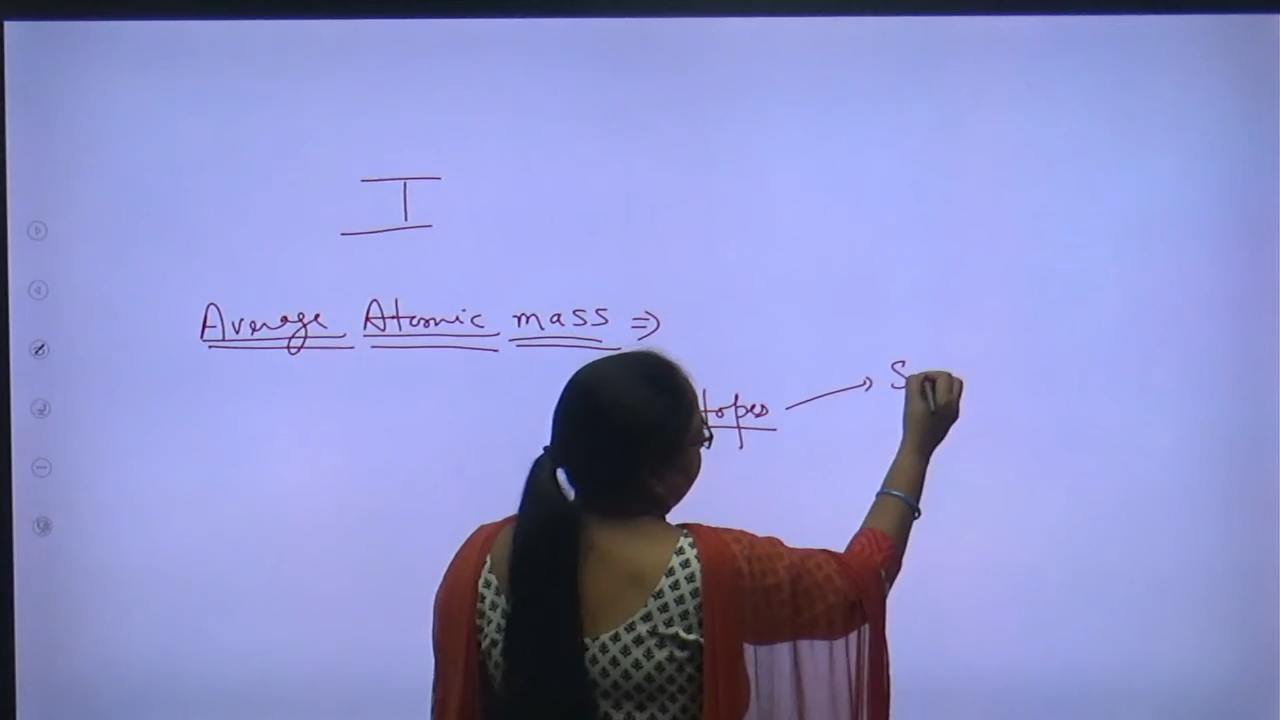 I
Average Atomic mass ⇒
topes → S